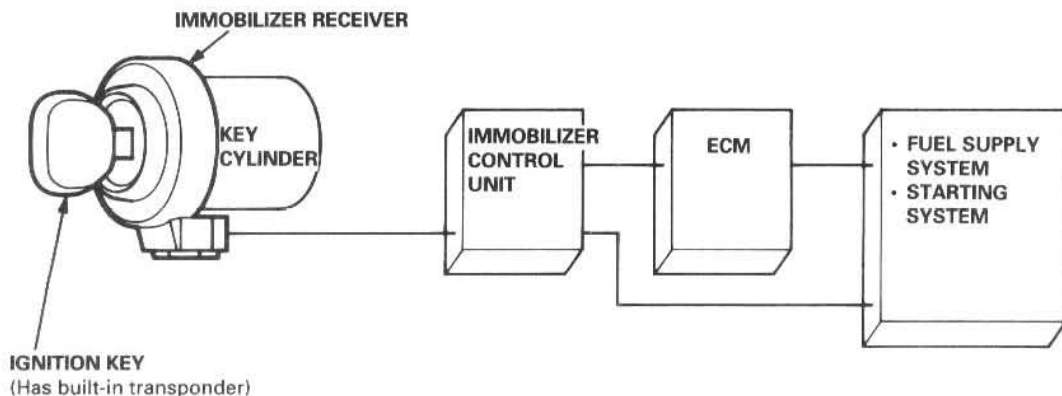 IMMOBILIZER RECEIVER
KEY
CYLINDER
IMMOBILIZER
CONTROL
UNIT
ECM
• FUEL SUPPLY
SYSTEM
• STARTING
SYSTEM
IGNITION KEY
(Has built-in transponder)